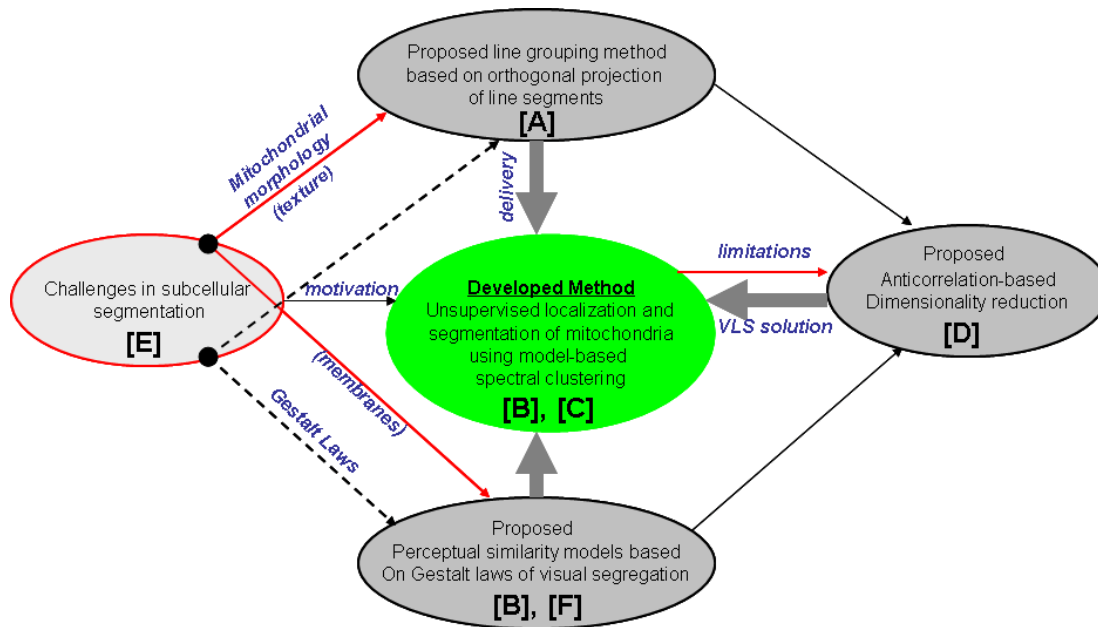 Proposed line grouping method
based on orthogonal projection
of line segments
[A]
Mitochondrial
morphology
(texture)
delivery
Challenges in subcellular
segmentation
[E]
motivation
Developed Method
Unsupervised localization and
segmentation of mitochondria
using model-based
spectral clustering
[B], [C]
limitations
VLS solution
Proposed
Anticorrelation-based
Dimensionality reduction
[D]
(membranes)
Gestalt Laws
Proposed
Perceptual similarity models based
On Gestalt laws of visual segregation
[B], [F]